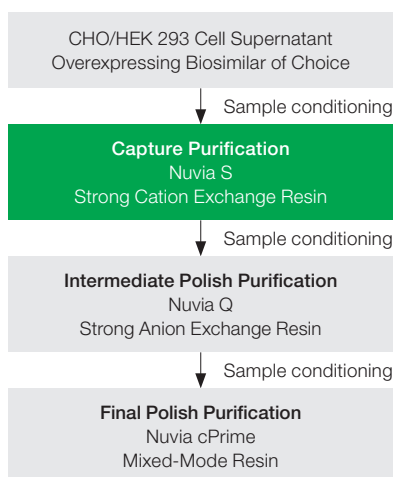 CHO/HEK 293 Cell Supernatant
Overexpressing Biosimilar of Choice
Sample conditioning
Capture Purification
Nuvia S
Strong Cation Exchange Resin
Sample conditioning
Intermediate Polish Purification
Nuvia Q
Strong Anion Exchange Resin
Sample conditioning
Final Polish Purification
Nuvia cPrime
Mixed-Mode Resin